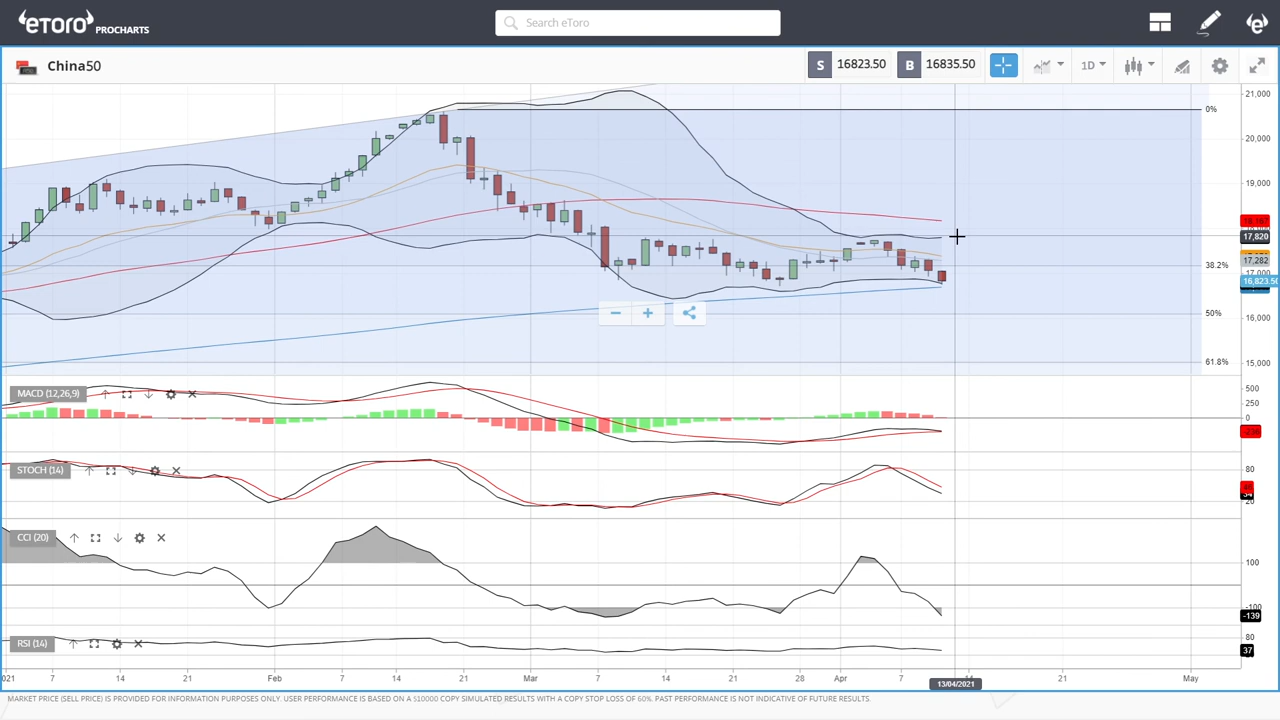 eToro PROCHARTS
Search eToro
China50
S 16823.50 B 16835.50
1D
21,000
0%
20,000
19,000
17,820
17,282
38.2%
17,000
16,823.50
16,000
50%
15,000
61.8%
MACD (12,26,9)
500
250
0
STOCH (14)
80
20
CCI (20)
100
-100
-139
RSI (14)
80
37
021 7 14 21 Feb 7 14 21 Mar 7 14 21 28 Apr 7 14 21 May
13/04/2021
MARKET PRICE (SELL PRICE) IS PROVIDED FOR INFORMATION PURPOSES ONLY. USER PERFORMANCE IS BASED ON A $10000 COPY SIMULATED RESULTS WITH A COPY STOP LOSS OF 60%. PAST PERFORMANCE IS NOT INDICATIVE OF FUTURE RESULTS.